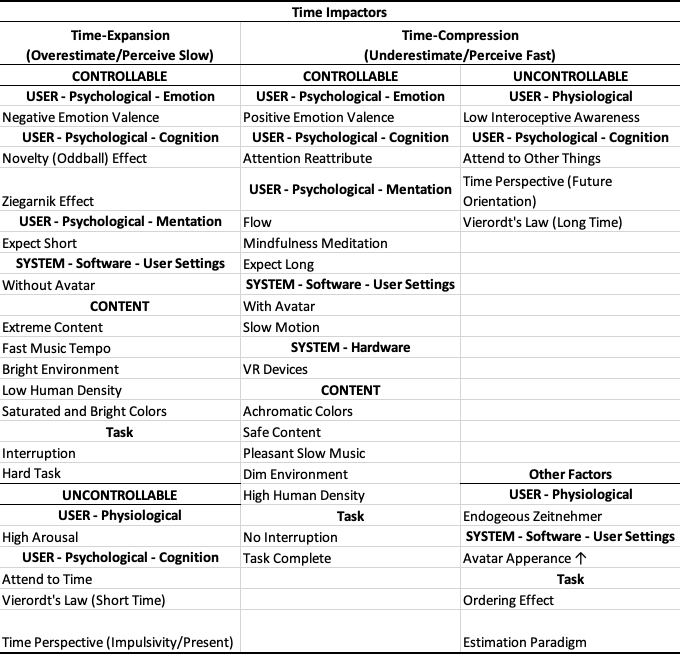 Time Impactors
Time-Expansion
(Overestimate/Perceive Slow)
Time-Compression
(Underestimate/Perceive Fast)
CONTROLLABLE
USER - Psychological - Emotion
Negative Emotion Valence
USER - Psychological - Cognition
Novelty (Oddball) Effect
Ziegarnik Effect
USER - Psychological - Mentation
Expect Short
SYSTEM - Software - User Settings
Without Avatar
CONTENT
Extreme Content
Fast Music Tempo
Bright Environment
Low Human Density
Saturated and Bright Colors
Task
Interruption
Hard Task
UNCONTROLLABLE
USER - Physiological
High Arousal
USER - Psychological - Cognition
Attend to Time
Vierordt's Law (Short Time)
Time Perspective (Impulsivity/Present)
CONTROLLABLE
USER - Psychological - Emotion
Positive Emotion Valence
USER - Psychological - Cognition
Attention Reattribute
USER - Psychological - Mentation
Flow
Mindfulness Meditation
Expect Long
SYSTEM - Software - User Settings
With Avatar
Slow Motion
SYSTEM - Hardware
VR Devices
CONTENT
Achromatic Colors
Safe Content
Pleasant Slow Music
Dim Environment
High Human Density
Task
No Interruption
Task Complete
UNCONTROLLABLE
USER - Physiological
Low Interoceptive Awareness
USER - Psychological - Cognition
Attend to Other Things
Time Perspective (Future
Orientation)
Vierordt's Law (Long Time)
Other Factors
USER - Physiological
Endogeous Zeitnehmer
SYSTEM - Software - User Settings
Avatar Apperance ↑
Task
Ordering Effect
Estimation Paradigm